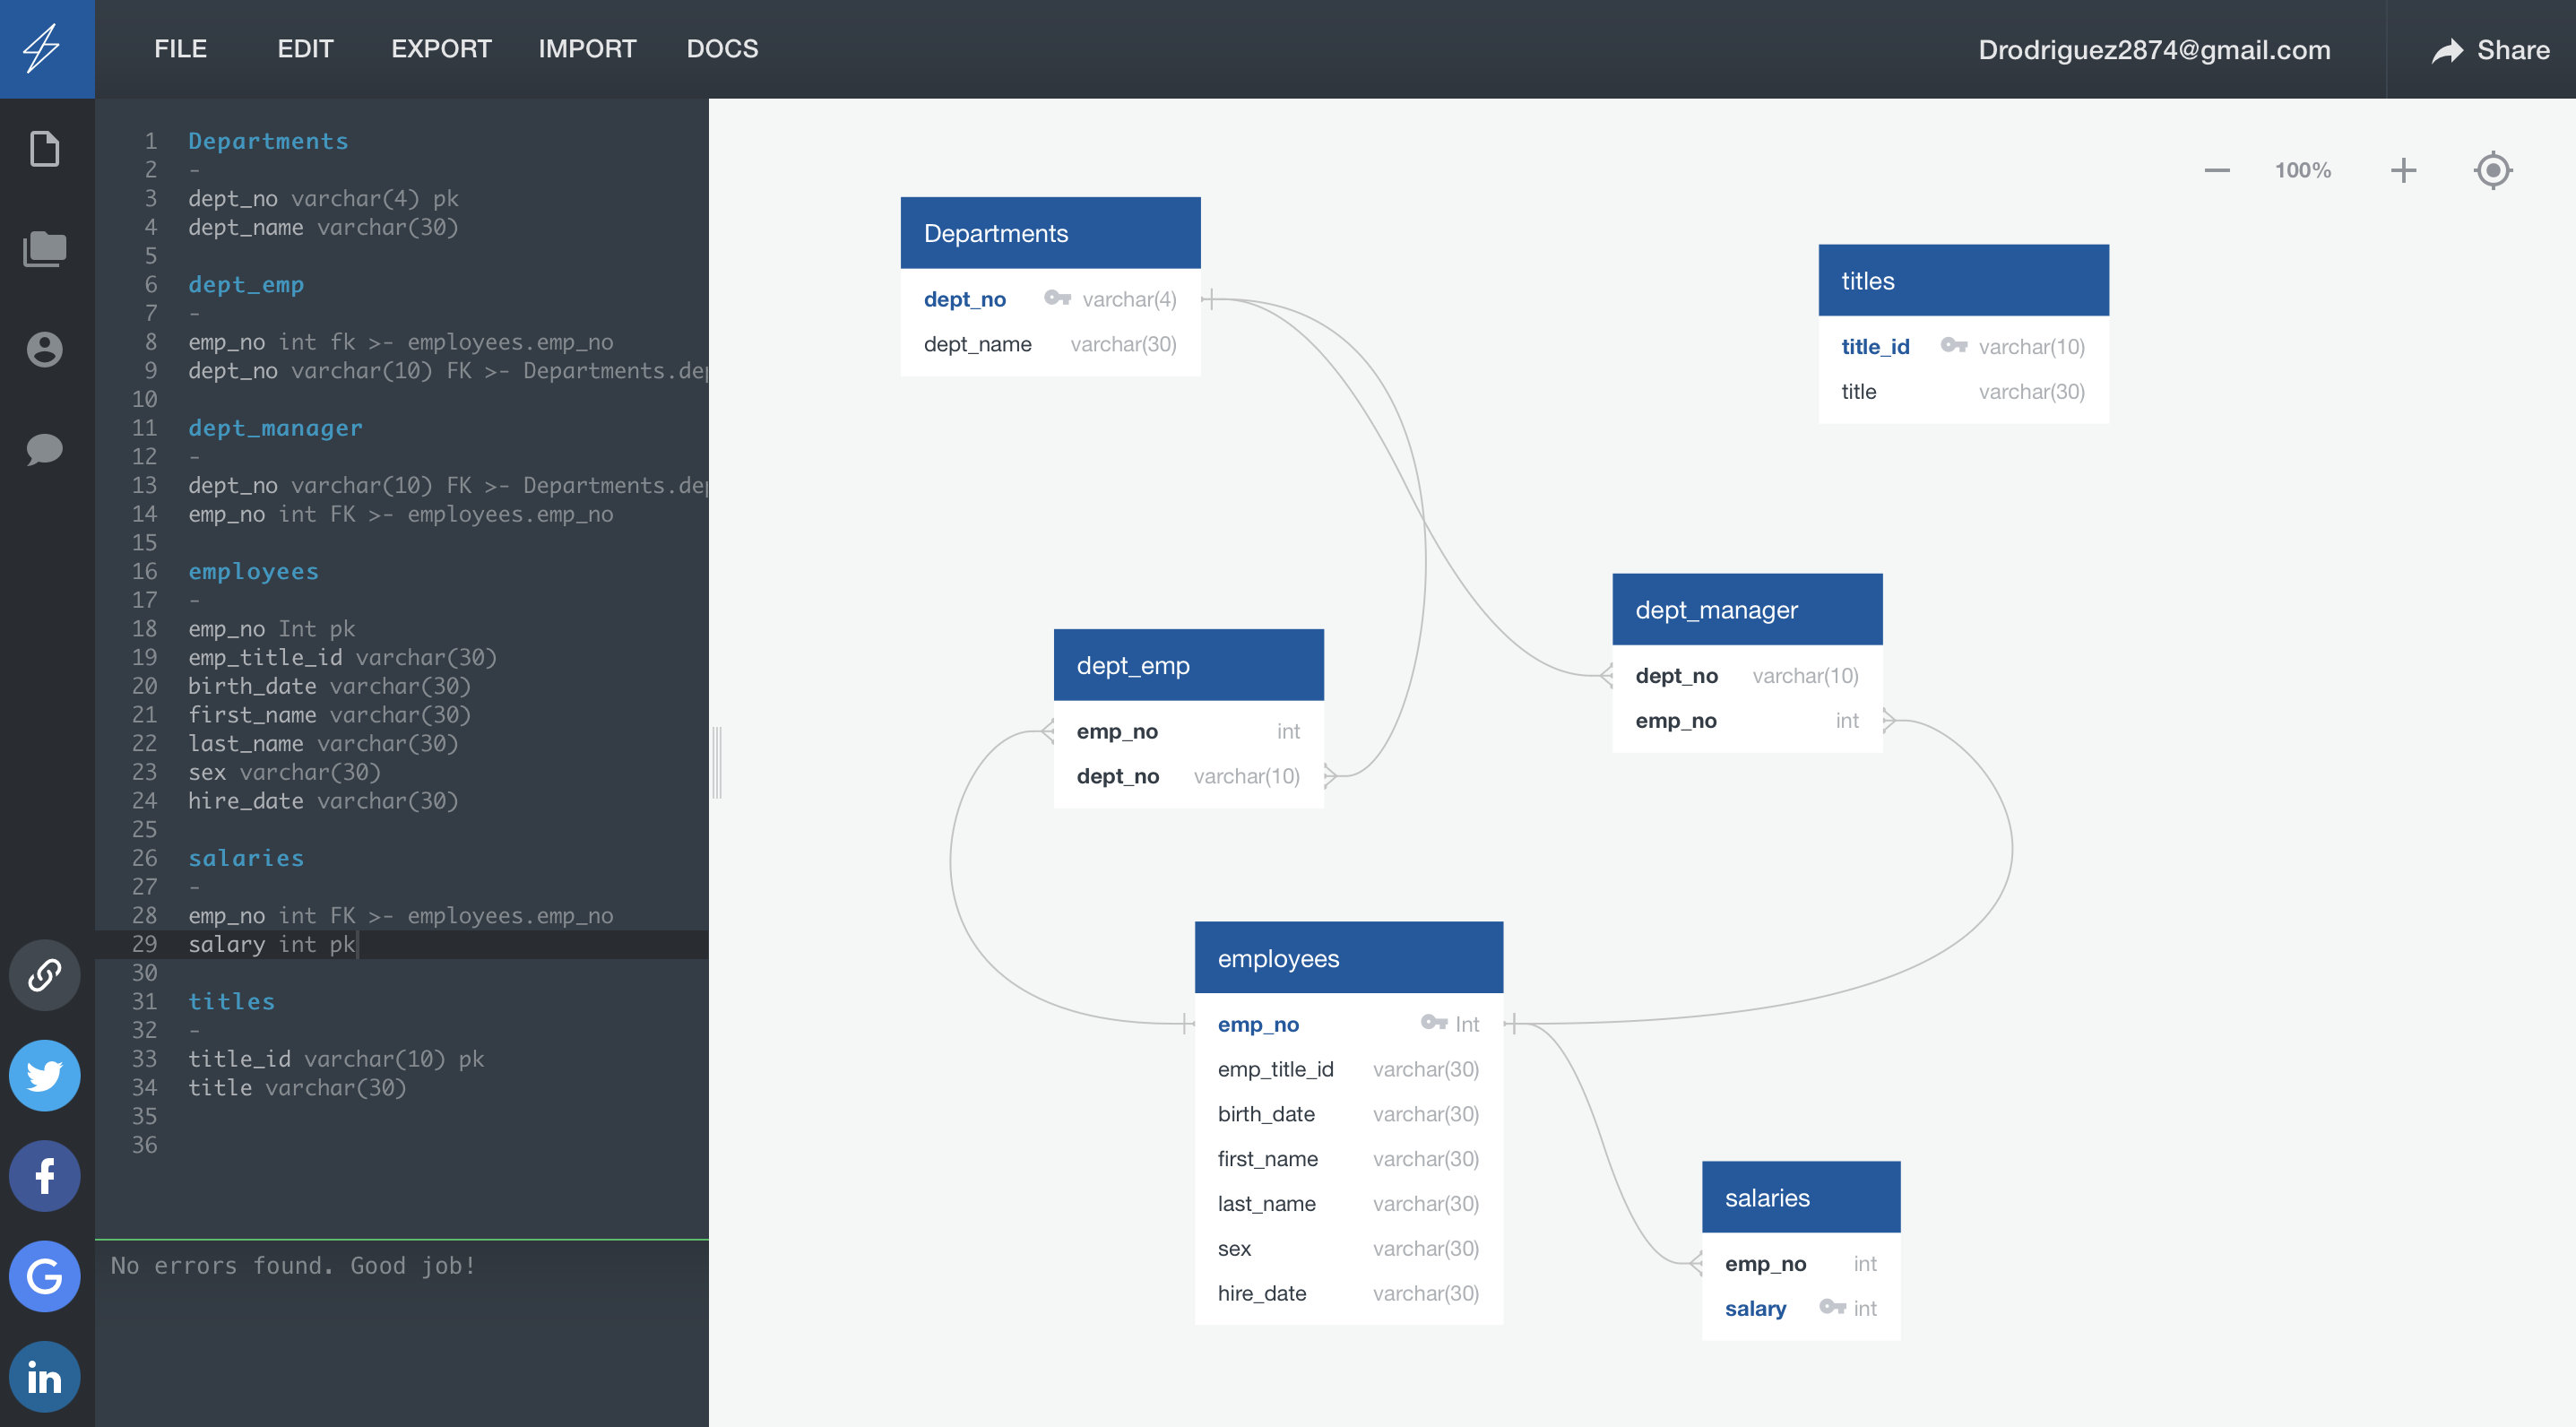 FILE EDIT EXPORT IMPORT DOCS Drodriguez2874@gmail.com Share
1 Departments
2 -
3 dept_no varchar(4) pk
4 dept_name varchar(30)
5
6 dept_emp
7 -
8 emp_no int fk >- employees.emp_no
9 dept_no varchar(10) FK >- Departments.dep
10
11 dept_manager
12 -
13 dept_no varchar(10) FK >- Departments.dep
14 emp_no int FK >- employees.emp_no
15
16 employees
17 -
18 emp_no Int pk
19 emp_title_id varchar(30)
20 birth_date varchar(30)
21 first_name varchar(30)
22 last_name varchar(30)
23 sex varchar(30)
24 hire_date varchar(30)
25
26 salaries
27 -
28 emp_no int FK >- employees.emp_no
29 salary int pk
30
31 titles
32 -
33 title_id varchar(10) pk
34 title varchar(30)
35
36
No errors found. Good job!
100%
Departments
dept_no varchar(4)
dept_name varchar(30)
titles
title_id varchar(10)
title varchar(30)
dept_manager
dept_no varchar(10)
emp_no int
dept_emp
emp_no int
dept_no varchar(10)
employees
emp_no Int
emp_title_id varchar(30)
birth_date varchar(30)
first_name varchar(30)
last_name varchar(30)
sex varchar(30)
hire_date varchar(30)
salaries
emp_no int
salary int